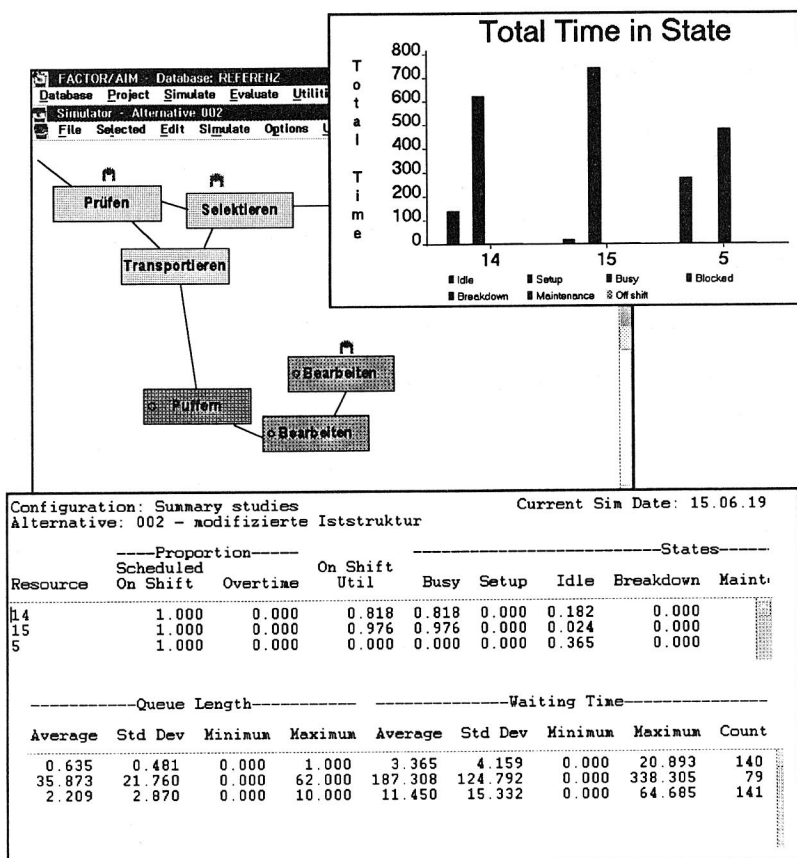 Total Time in State
Total Time
800
700
600
500
400
300
200
100
0
14 15 5
Idle Setup Busy Blocked
Breakdown Maintenance Off shift
FACTOR/AIM - Database: REFERENZ
Database Project Simulate Evaluate Utiliti
Simulator - Alternative 002
File Selected Edit Simulate Options
Prüfen
Selektieren
Transportieren
Bearbeiten
Puffern
Bearbeiten
Configuration: Summary studies Current Sim Date: 15.06.19
Alternative: 002 - modifizierte Iststruktur
----Proportion----- ---States-
Scheduled On Shift
Resource On Shift Overtime Util Busy Setup Idle Breakdown Maint
14 1.000 0.000 0.818 0.818 0.000 0.182 0.000
15 1.000 0.000 0.976 0.976 0.000 0.024 0.000
5 1.000 0.000 0.000 0.000 0.000 0.365 0.000
-----------Queue Length----------- --------------Waiting Time---------------
Average Std Dev Minimum Maximum Average Std Dev Minimum Maximum Count
0.635 0.481 0.000 1.000 3.365 4.159 0.000 20.893 140
35.873 21.760 0.000 62.000 187.308 124.792 0.000 338.305 79
2.209 2.870 0.000 10.000 11.450 15.332 0.000 64.685 141